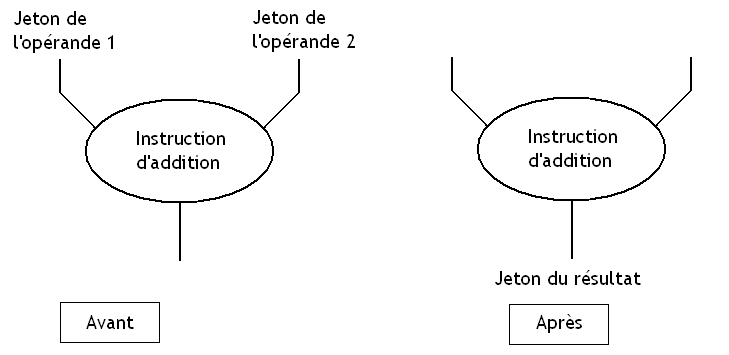 Jeton de
l'opérande 1
Jeton de
l'opérande 2
Instruction
d'addition
Instruction
d'addition
Jeton du résultat
Avant
Après